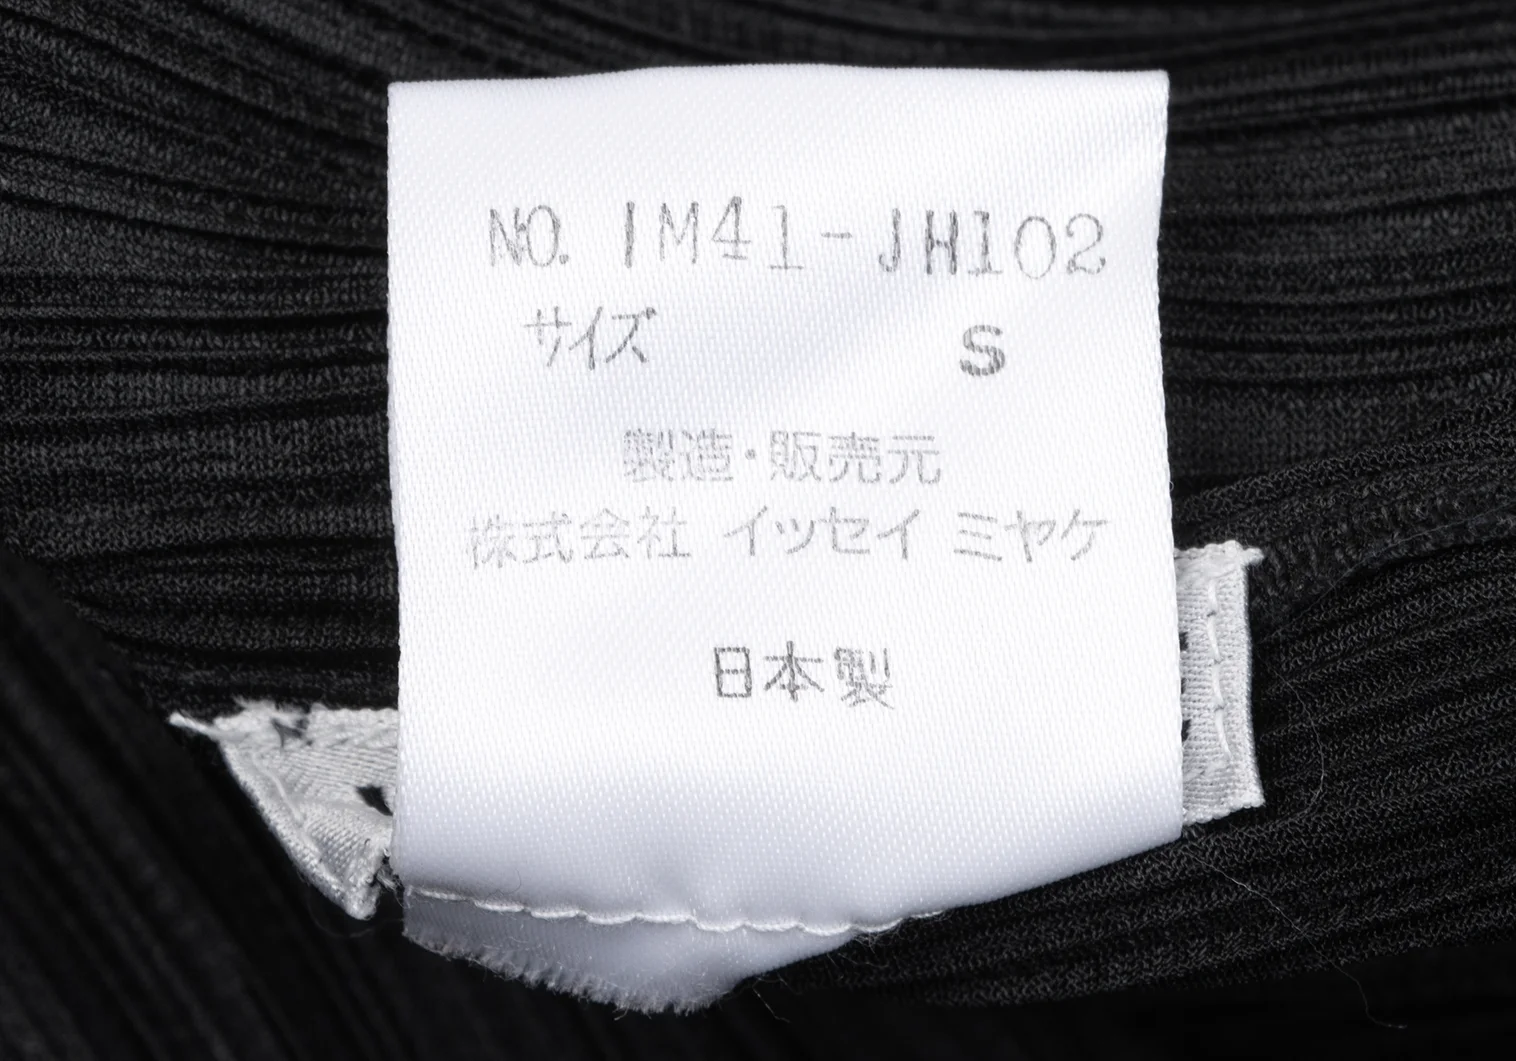 NO. IM41-JH102
サイズ S
製造・販売元
株式会社 イッセイ ミヤケ
日本製